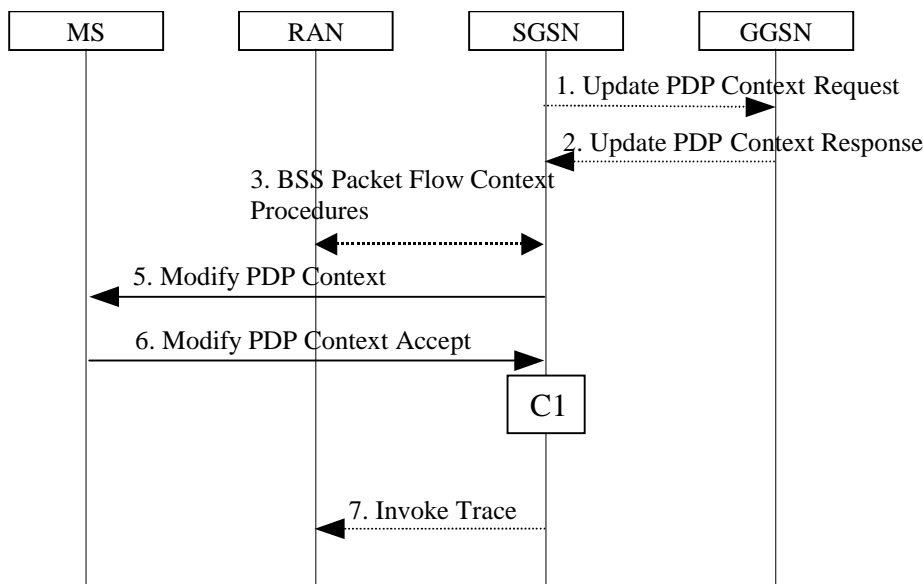 MS
RAN
SGSN
GGSN
1. Update PDP Context Request
2. Update PDP Context Response
3. BSS Packet Flow Context
Procedures
5. Modify PDP Context
6. Modify PDP Context Accept
C1
7. Invoke Trace